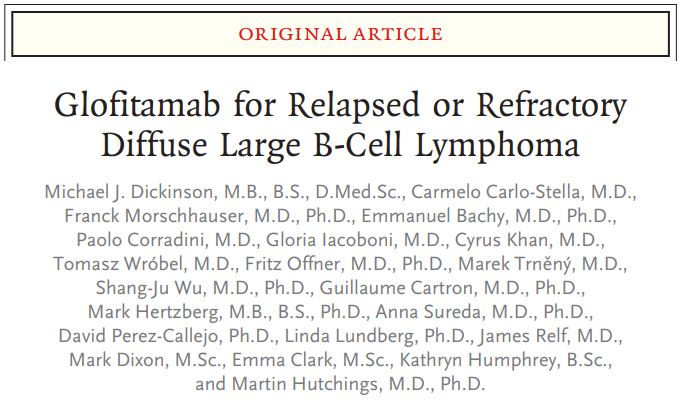 ORIGINAL ARTICLE
Glofitamab for Relapsed or Refractory
Diffuse Large B-Cell Lymphoma
Michael J. Dickinson, M.B., B.S., D.Med.Sc., Carmelo Carlo-Stella, M.D.,
Franck Morschhauser, M.D., Ph.D., Emmanuel Bachy, M.D., Ph.D.,
Paolo Corradini, M.D., Gloria Iacoboni, M.D., Cyrus Khan, M.D.,
Tomasz Wróbel, M.D., Fritz Offner, M.D., Ph.D., Marek Trněný, M.D.,
Shang-Ju Wu, M.D., Ph.D., Guillaume Cartron, M.D., Ph.D.,
Mark Hertzberg, M.B., B.S., Ph.D., Anna Sureda, M.D., Ph.D.,
David Perez-Callejo, Ph.D., Linda Lundberg, Ph.D., James Relf, M.D.,
Mark Dixon, M.Sc., Emma Clark, M.Sc., Kathryn Humphrey, B.Sc.,
and Martin Hutchings, M.D., Ph.D.